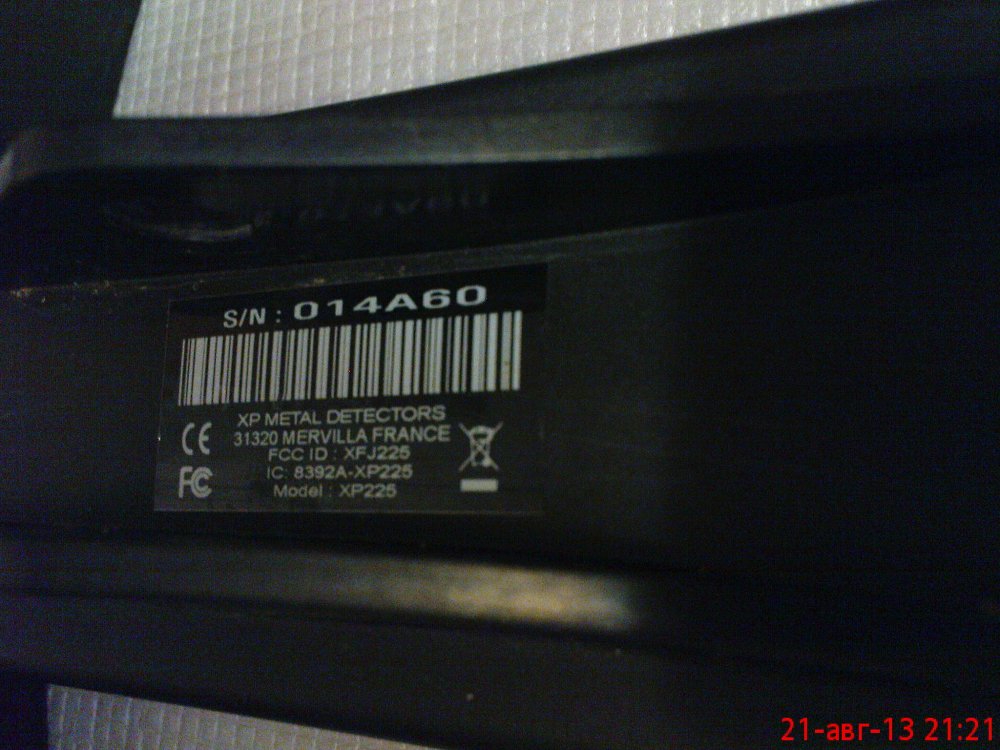 S/N : 014A60
XP METAL DETECTORS
31320 MERVILLA FRANCE
FCC ID : XFJ225
IC: 8392A-XP225
Model : XP225
CE
FC
21-авг-13 21:21